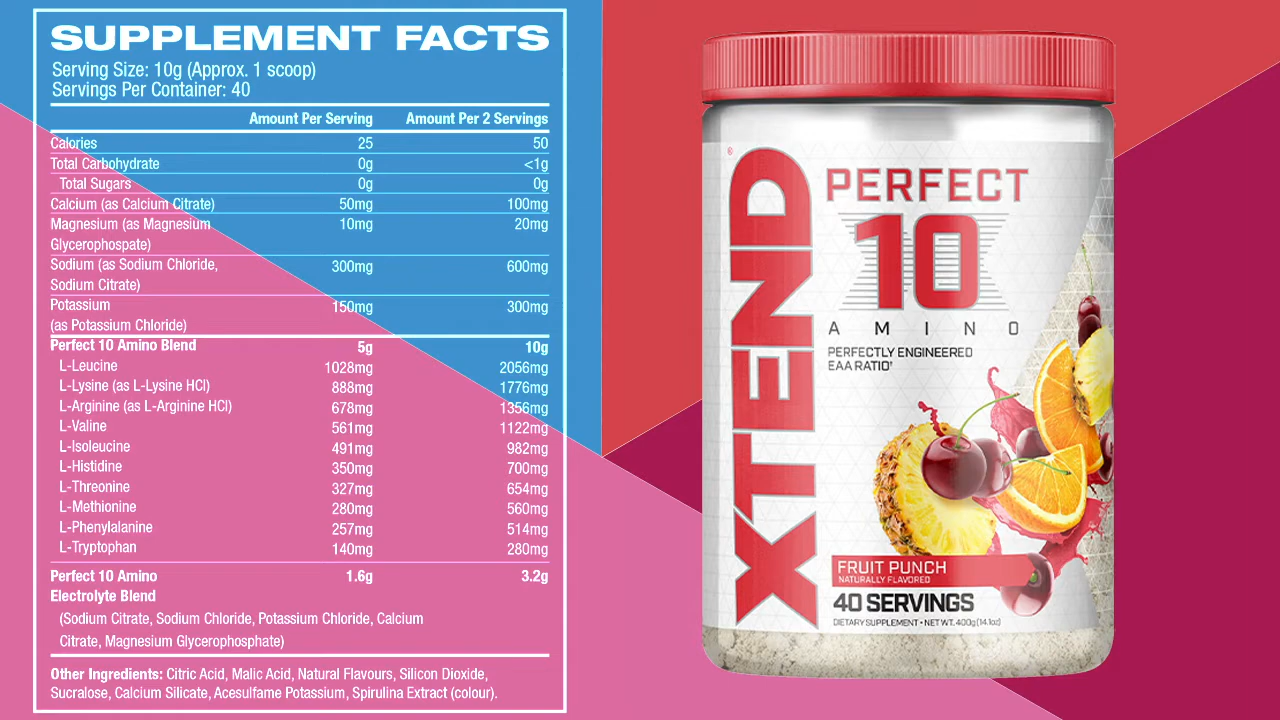 SUPPLEMENT FACTS
Serving Size: 10g (Approx. 1 scoop)
Servings Per Container: 40
Amount Per Serving Amount Per 2 Servings
Calories 25 50
Total Carbohydrate 0g <1g
Total Sugars 0g 0g
Calcium (as Calcium Citrate) 50mg 100mg
Magnesium (as Magnesium 10mg 20mg
Glycerophospate)
Sodium (as Sodium Chloride, 300mg 600mg
Sodium Citrate)
Potassium 150mg 300mg
(as Potassium Chloride)
Perfect 10 Amino Blend 5g 10g
L-Leucine 1028mg 2056mg
L-Lysine (as L-Lysine HCl) 888mg 1776mg
L-Arginine (as L-Arginine HCl) 678mg 1356mg
L-Valine 561mg 1122mg
L-Isoleucine 491mg 982mg
L-Histidine 350mg 700mg
L-Threonine 327mg 654mg
L-Methionine 280mg 560mg
L-Phenylalanine 257mg 514mg
L-Tryptophan 140mg 280mg
Perfect 10 Amino 1.6g 3.2g
Electrolyte Blend
(Sodium Citrate, Sodium Chloride, Potassium Chloride, Calcium
Citrate, Magnesium Glycerophosphate)
Other Ingredients: Citric Acid, Malic Acid, Natural Flavours, Silicon Dioxide,
Sucralose, Calcium Silicate, Acesulfame Potassium, Spirulina Extract (colour).
XTEND®
PERFECT
10
AMINO
PERFECTLY ENGINEERED
EAA RATIO†
FRUIT PUNCH
NATURALLY FLAVORED
40 SERVINGS
DIETARY SUPPLEMENT • NET WT. 400g (14.1oz)